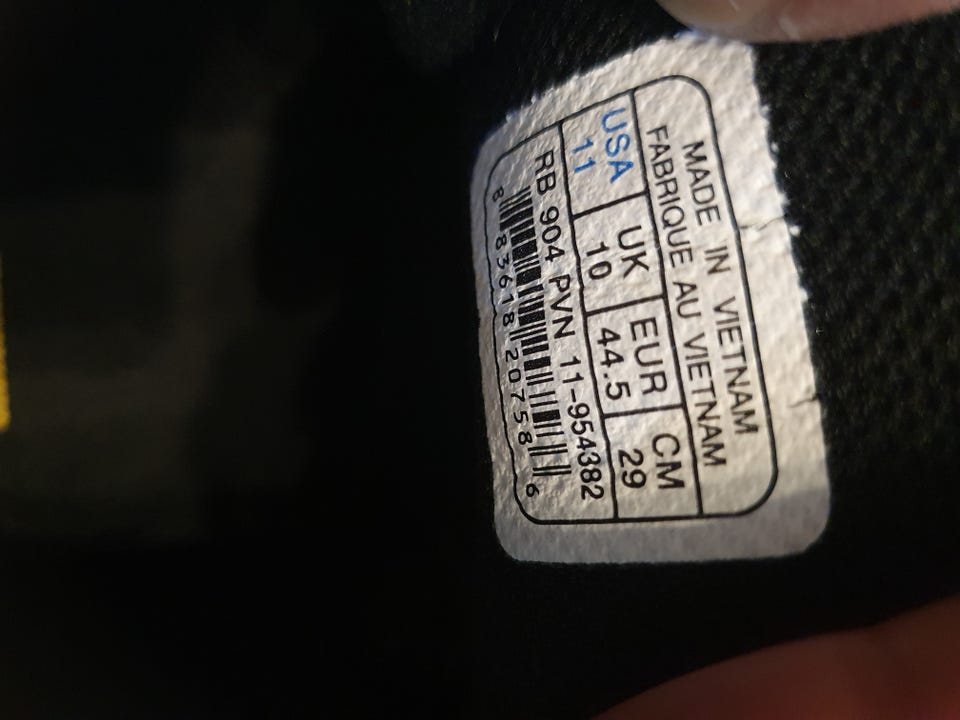 MADE IN VIETNAM
FABRIQUE AU VIETNAM
USA UK EUR CM
11 10 44.5 29
RB 904 PVN 11-954382
8 83618 20758 6